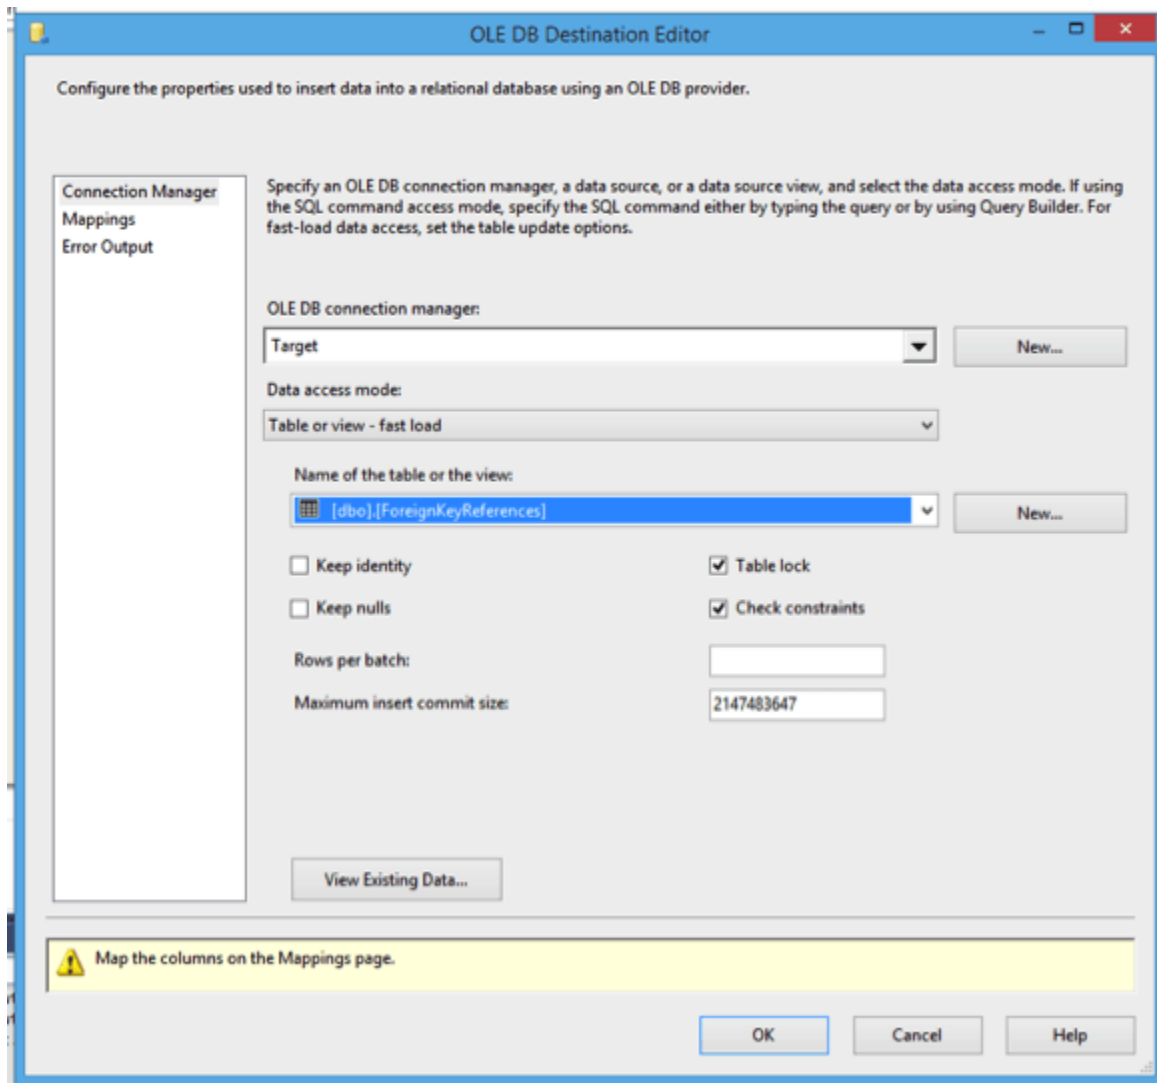 OLE DB Destination Editor
Configure the properties used to insert data into a relational database using an OLE DB provider.
Connection Manager
Mappings
Error Output
Specify an OLE DB connection manager, a data source, or a data source view, and select the data access mode. If using
the SQL command access mode, specify the SQL command either by typing the query or by using Query Builder. For
fast-load data access, set the table update options.
OLE DB connection manager:
Target
New...
Data access mode:
Table or view - fast load
Name of the table or the view:
[dbo].[ForeignKeyReferences]
New...
Keep identity
Table lock
Keep nulls
Check constraints
Rows per batch:
Maximum insert commit size:
2147483647
View Existing Data...
Map the columns on the Mappings page.
OK
Cancel
Help